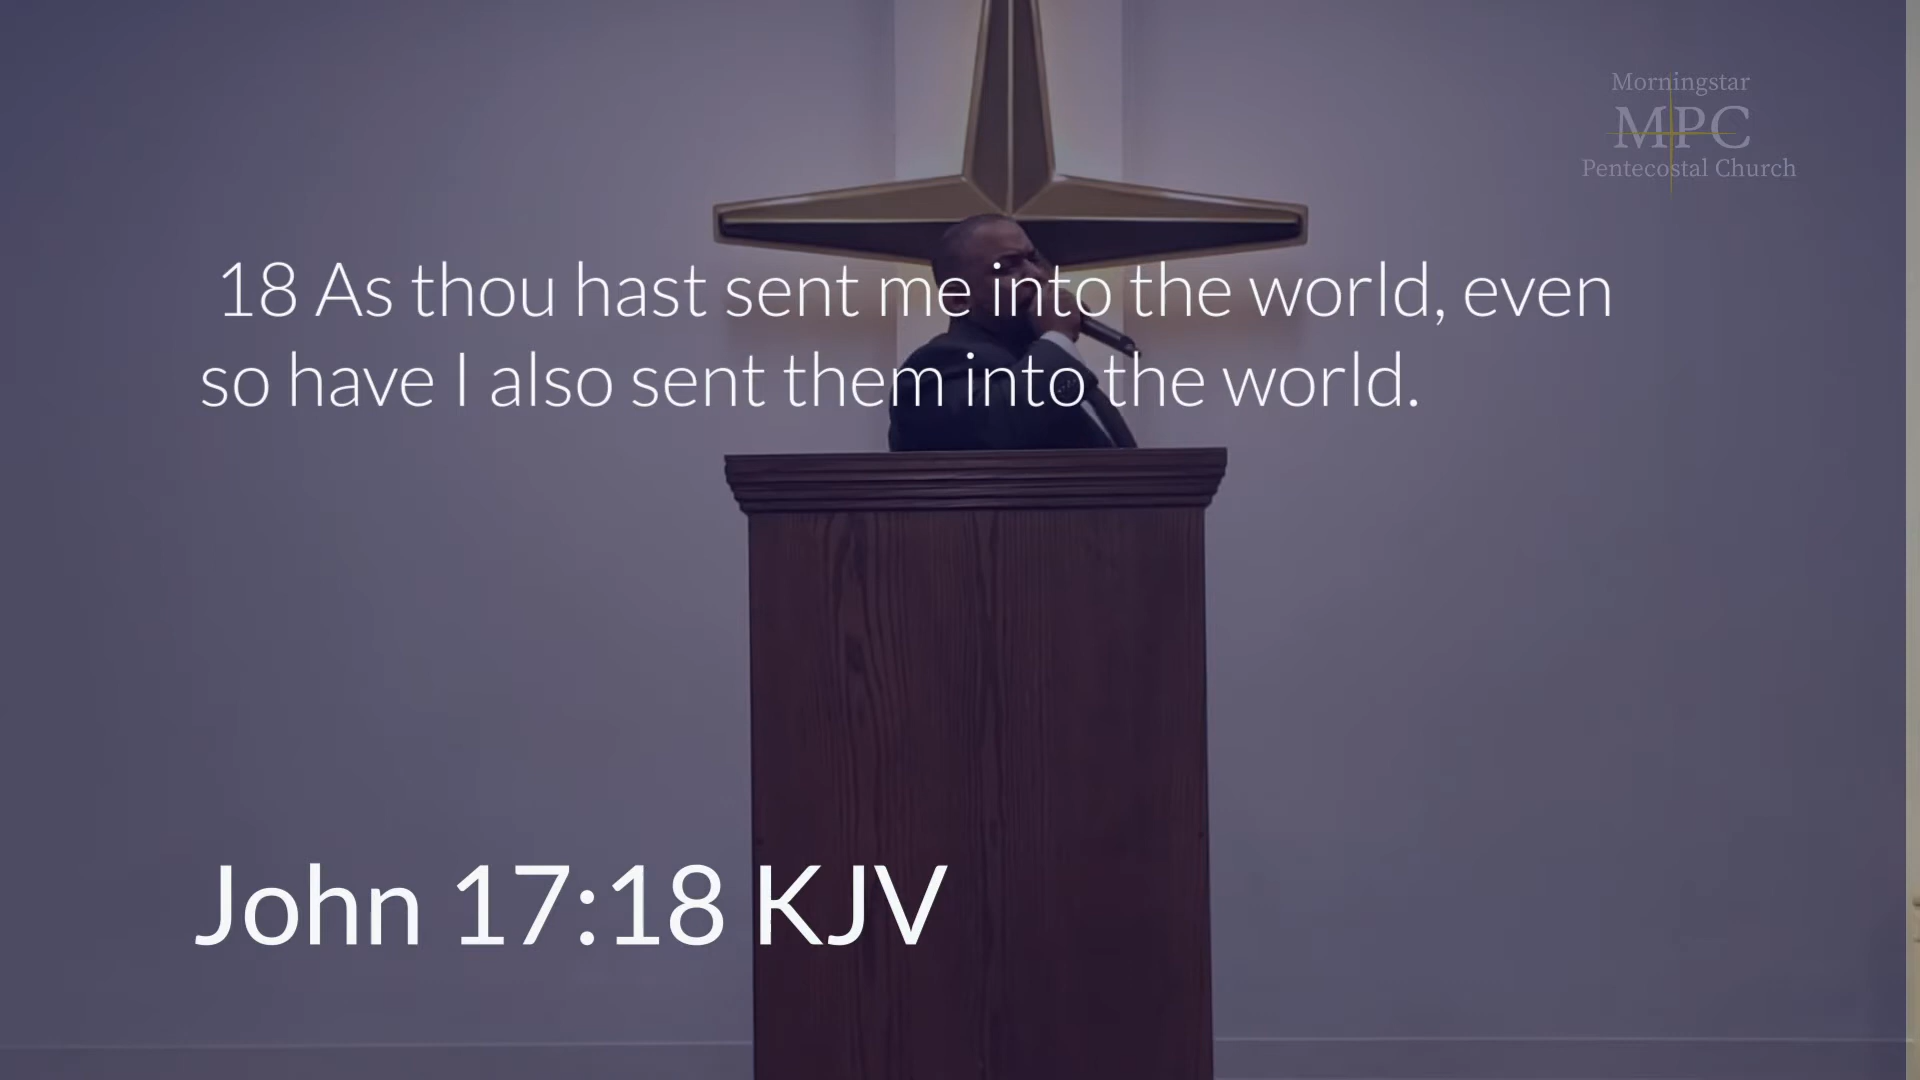 Morningstar
MPC
Pentecostal Church
18 As thou hast sent me into the world, even
so have I also sent them into the world.
John 17:18 KJV